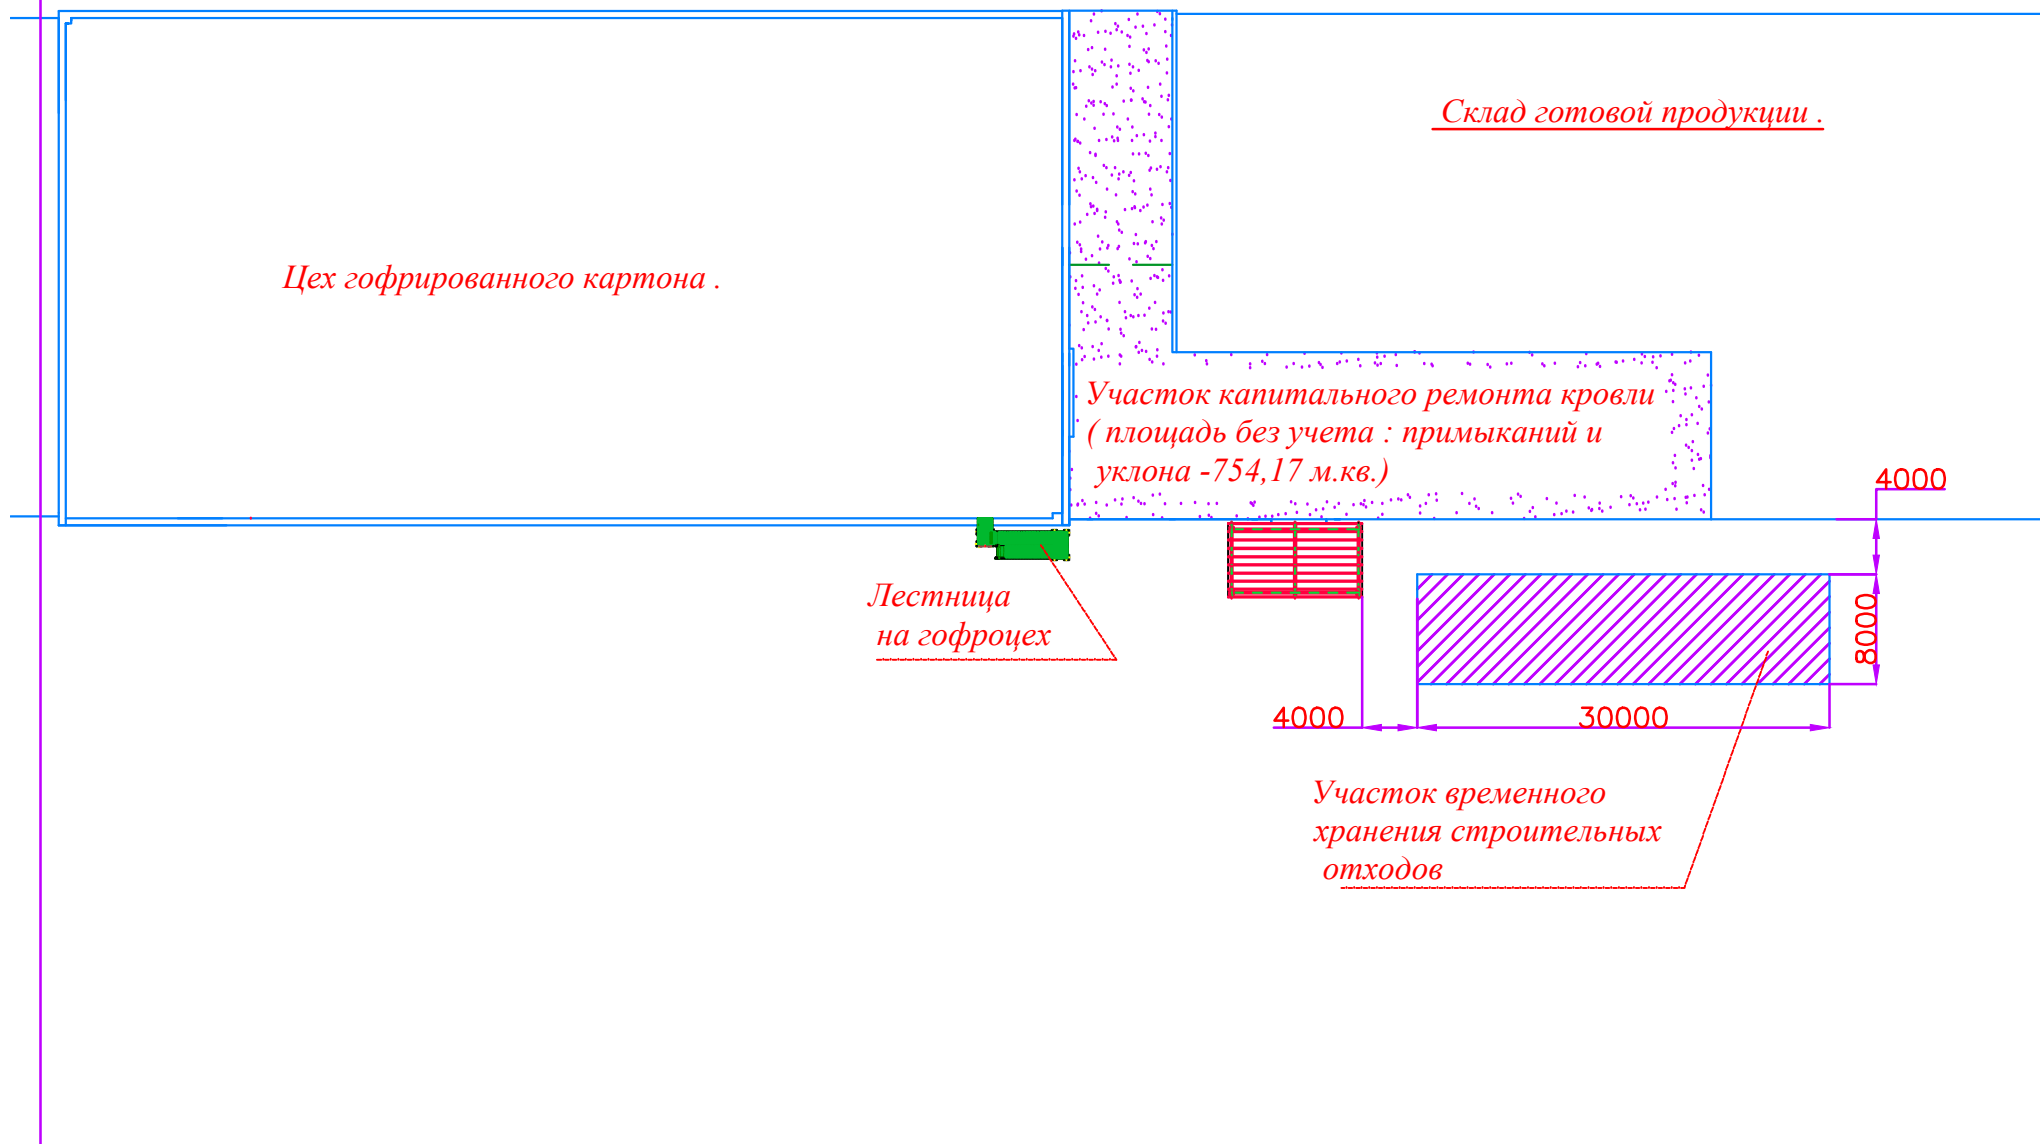 Склад готовой продукции .
Цех гофрированного картона .
Участок капитального ремонта кровли
( площадь без учета : примыканий и
уклона -754,17 м.кв.)
4000
Лестница
на гофроцех
8000
4000
30000
Участок временного
хранения строительных
отходов